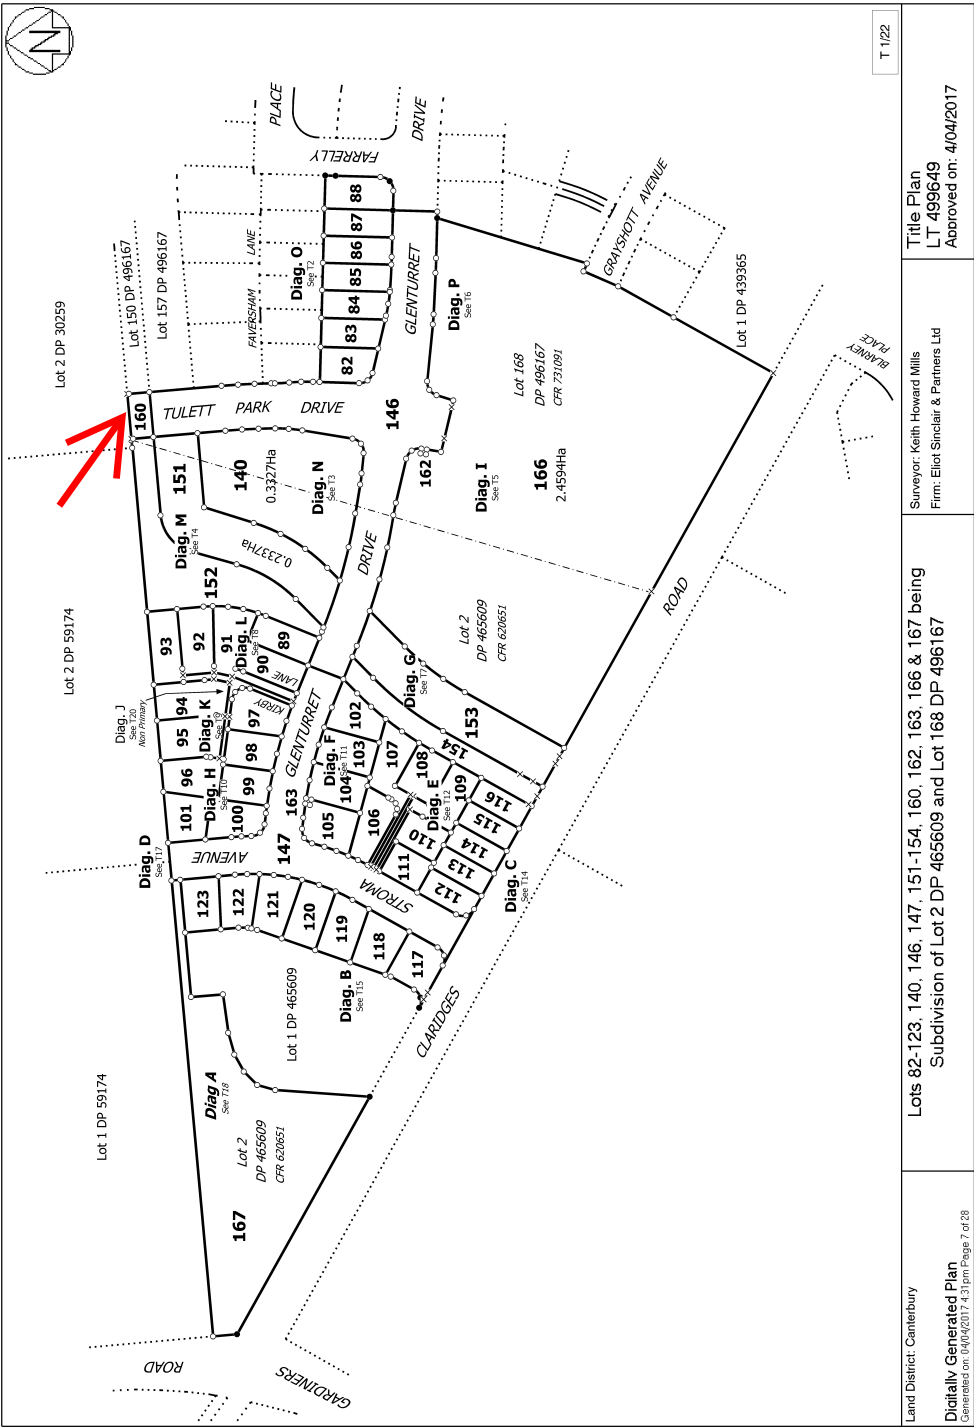 N
T 1/22
Lot 2 DP 30259
Lot 150 DP 496167
Lot 157 DP 496167
PLACE
DRIVE
FARRELLY
LANE
FAVERSHAM
Diag. O
See T2
88
87
86
85
84
83
82
GLENTURRET
Diag. P
See T6
GRAYSHOTT AVENUE
Lot 1 DP 439365
BLARNEY
PLACE
Lot 168
DP 496167
CFR 731091
160
TULETT PARK DRIVE
146
151
140
0.3327Ha
Diag. N
See T3
162
Diag. I
See T5
166
2.4594Ha
Diag. M
See T4
0.2337Ha
152
DRIVE
ROAD
Lot 2 DP 59174
93
92
91
Diag. L
See T8
90
89
LANE
KIRBY
Lot 2
DP 465609
CFR 620651
Diag. G
See T7
153
154
Diag. J
See T20
Non Primary
94
95
Diag. K
See T9
97
96
98
Diag. H
See T10
99
101
100
GLENTURRET
163
102
Diag. F
See T11
103
104
105
106
107
108
Diag. E
See T12
109
110
111
116
115
114
113
112
Diag. C
See T14
Diag. D
See T17
AVENUE
147
STROMA
123
122
121
120
119
118
117
Diag. B
See T15
CLARIDGES
Lot 1 DP 465609
Lot 1 DP 59174
Diag A
See T18
Lot 2
DP 465609
CFR 620651
167
ROAD
GARDINERS
Land District: Canterbury
Digitally Generated Plan
Generated on: 04/04/2017 4:31pm Page 7 of 28
Lots 82-123, 140, 146, 147, 151-154, 160, 162, 163, 166 & 167 being
Subdivision of Lot 2 DP 465609 and Lot 168 DP 496167
Surveyor: Keith Howard Mills
Firm: Eliot Sinclair & Partners Ltd
Title Plan
LT 499649
Approved on: 4/04/2017